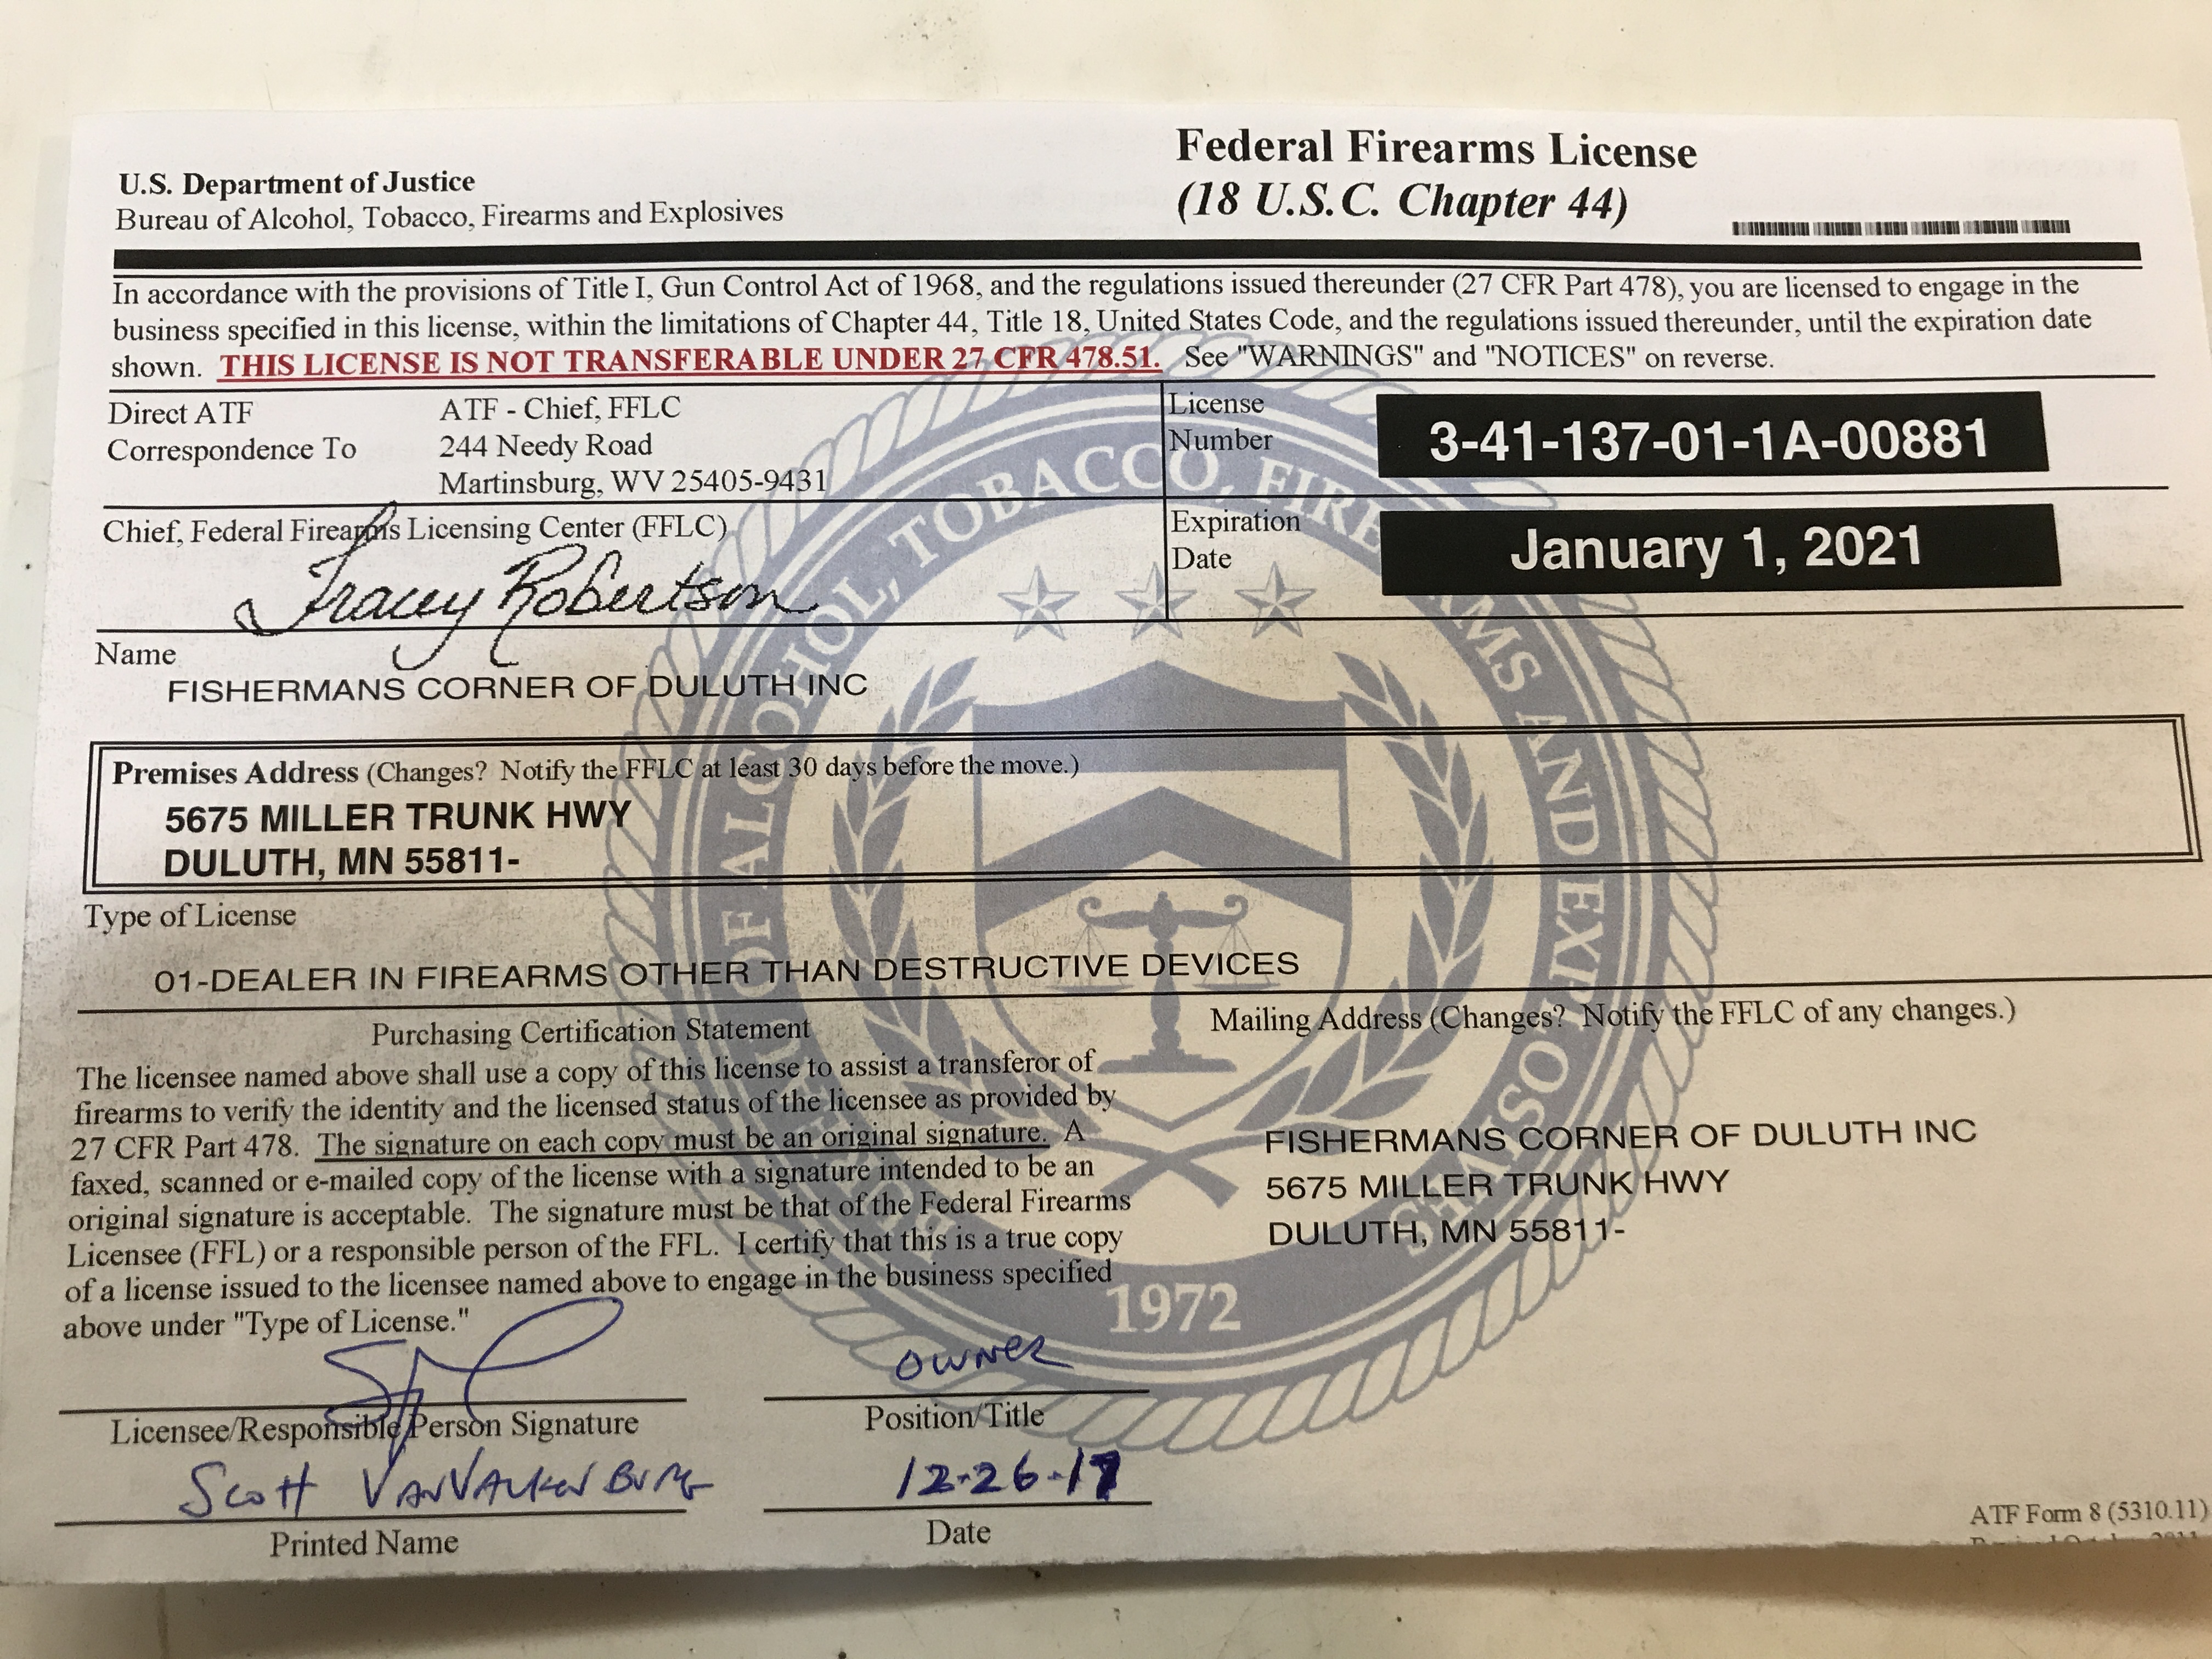 U.S. Department of Justice
Bureau of Alcohol, Tobacco, Firearms and Explosives
Federal Firearms License
(18 U.S.C. Chapter 44)
In accordance with the provisions of Title I, Gun Control Act of 1968, and the regulations issued thereunder (27 CFR Part 478), you are licensed to engage in the
business specified in this license, within the limitations of Chapter 44, Title 18, United States Code, and the regulations issued thereunder, until the expiration date
shown. THIS LICENSE IS NOT TRANSFERABLE UNDER 27 CFR 478.51. See "WARNINGS" and "NOTICES" on reverse.
Direct ATF
Correspondence To
ATF - Chief, FFLC
244 Needy Road
Martinsburg, WV 25405-9431
License
Number
3-41-137-01-1A-00881
Chief, Federal Firearms Licensing Center (FFLC)
Tracey Robertson
Expiration
Date
January 1, 2021
Name
FISHERMANS CORNER OF DULUTH INC
Premises Address (Changes? Notify the FFLC at least 30 days before the move.)
5675 MILLER TRUNK HWY
DULUTH, MN 55811-
Type of License
01-DEALER IN FIREARMS OTHER THAN DESTRUCTIVE DEVICES
Purchasing Certification Statement
The licensee named above shall use a copy of this license to assist a transferor of
firearms to verify the identity and the licensed status of the licensee as provided by
27 CFR Part 478. The signature on each copy must be an original signature. A
faxed, scanned or e-mailed copy of the license with a signature intended to be an
original signature is acceptable. The signature must be that of the Federal Firearms
Licensee (FFL) or a responsible person of the FFL. I certify that this is a true copy
of a license issued to the licensee named above to engage in the business specified
above under "Type of License."
Mailing Address (Changes? Notify the FFLC of any changes.)
FISHERMANS CORNER OF DULUTH INC
5675 MILLER TRUNK HWY
DULUTH, MN 55811-
owner
Licensee/Responsible Person Signature
Position/Title
Scott
12-26-17
Printed Name
Date
ATF Form 8 (5310.11)
BUREAU OF ALCOHOL, TOBACCO, FIREARMS AND EXPLOSIVES
1972